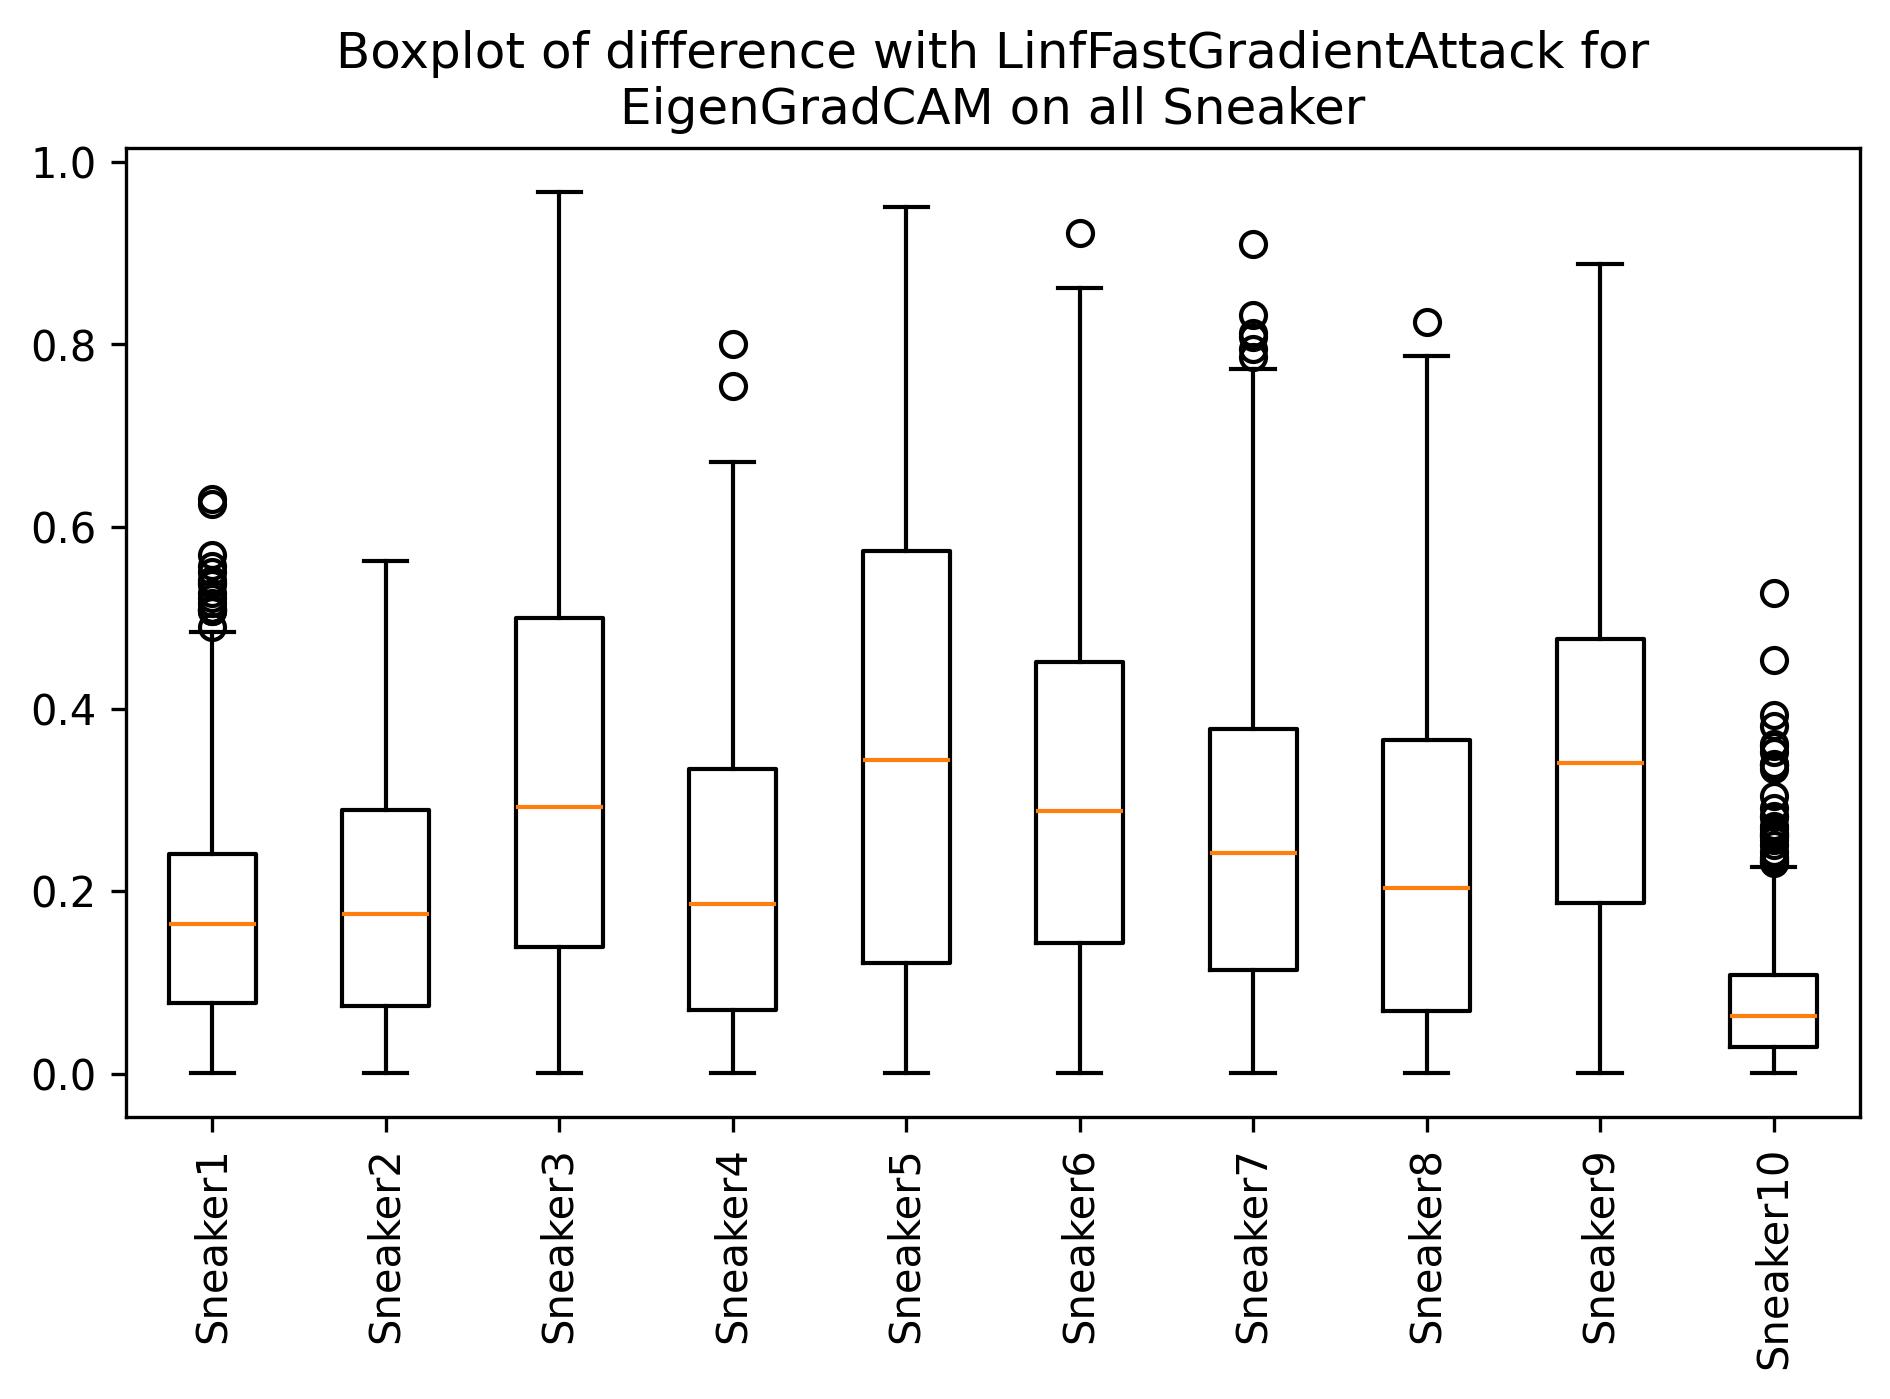 Boxplot of difference with LinfFastGradientAttack for
EigenGradCAM on all Sneaker
1.0
0.8
0.6
0.4
0.2
0.0
Sneaker1
Sneaker2
Sneaker3
Sneaker4
Sneaker5
Sneaker6
Sneaker7
Sneaker8
Sneaker9
Sneaker10